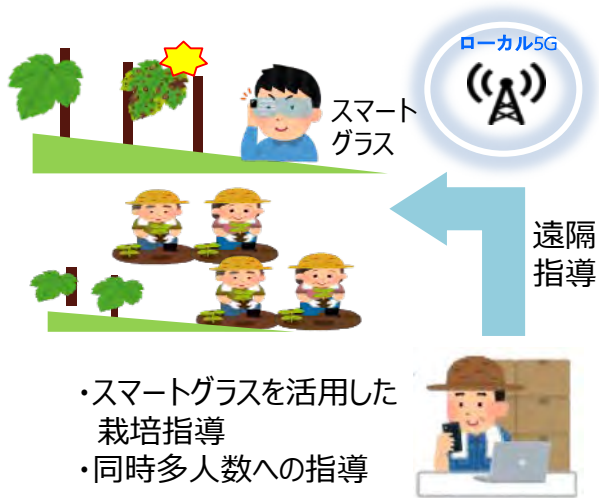 ローカル5G
スマート
グラス
遠隔
指導
・スマートグラスを活用した
栽培指導
・同時多人数への指導